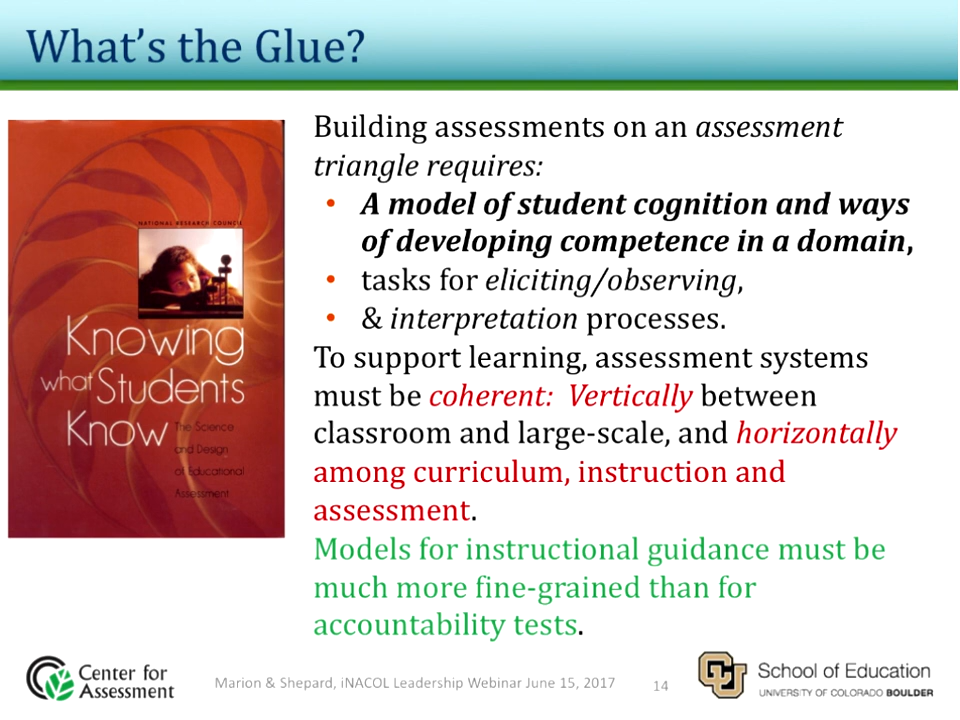 What's the Glue?
NATIONAL RESEARCH COUNCIL
Knowing
what Students
Know
The Science
and Design
of Educational
Assessment
Building assessments on an assessment
triangle requires:
• A model of student cognition and ways
of developing competence in a domain,
• tasks for eliciting/observing,
• & interpretation processes.
To support learning, assessment systems
must be coherent: Vertically between
classroom and large-scale, and horizontally
among curriculum, instruction and
assessment.
Models for instructional guidance must be
much more fine-grained than for
accountability tests.
Center for
Assessment
Marion & Shepard, iNACOL Leadership Webinar June 15, 2017
14
CU
School of Education
UNIVERSITY OF COLORADO BOULDER